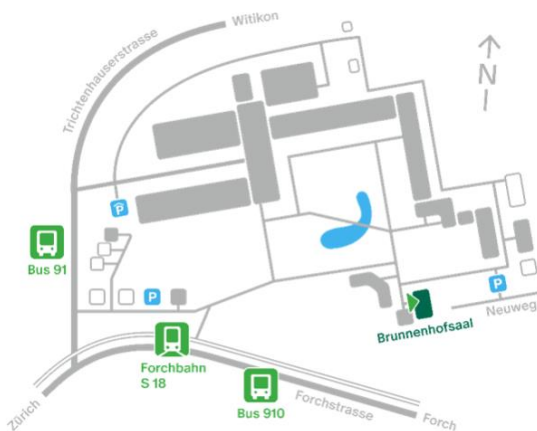 Witikon
Trichtenhauserstrasse
N
P
Bus 91
P
P
Neuweg
Brunnenhofsaal
Forchbahn
S 18
Bus 910
Forchstrasse
Forch
Zürich